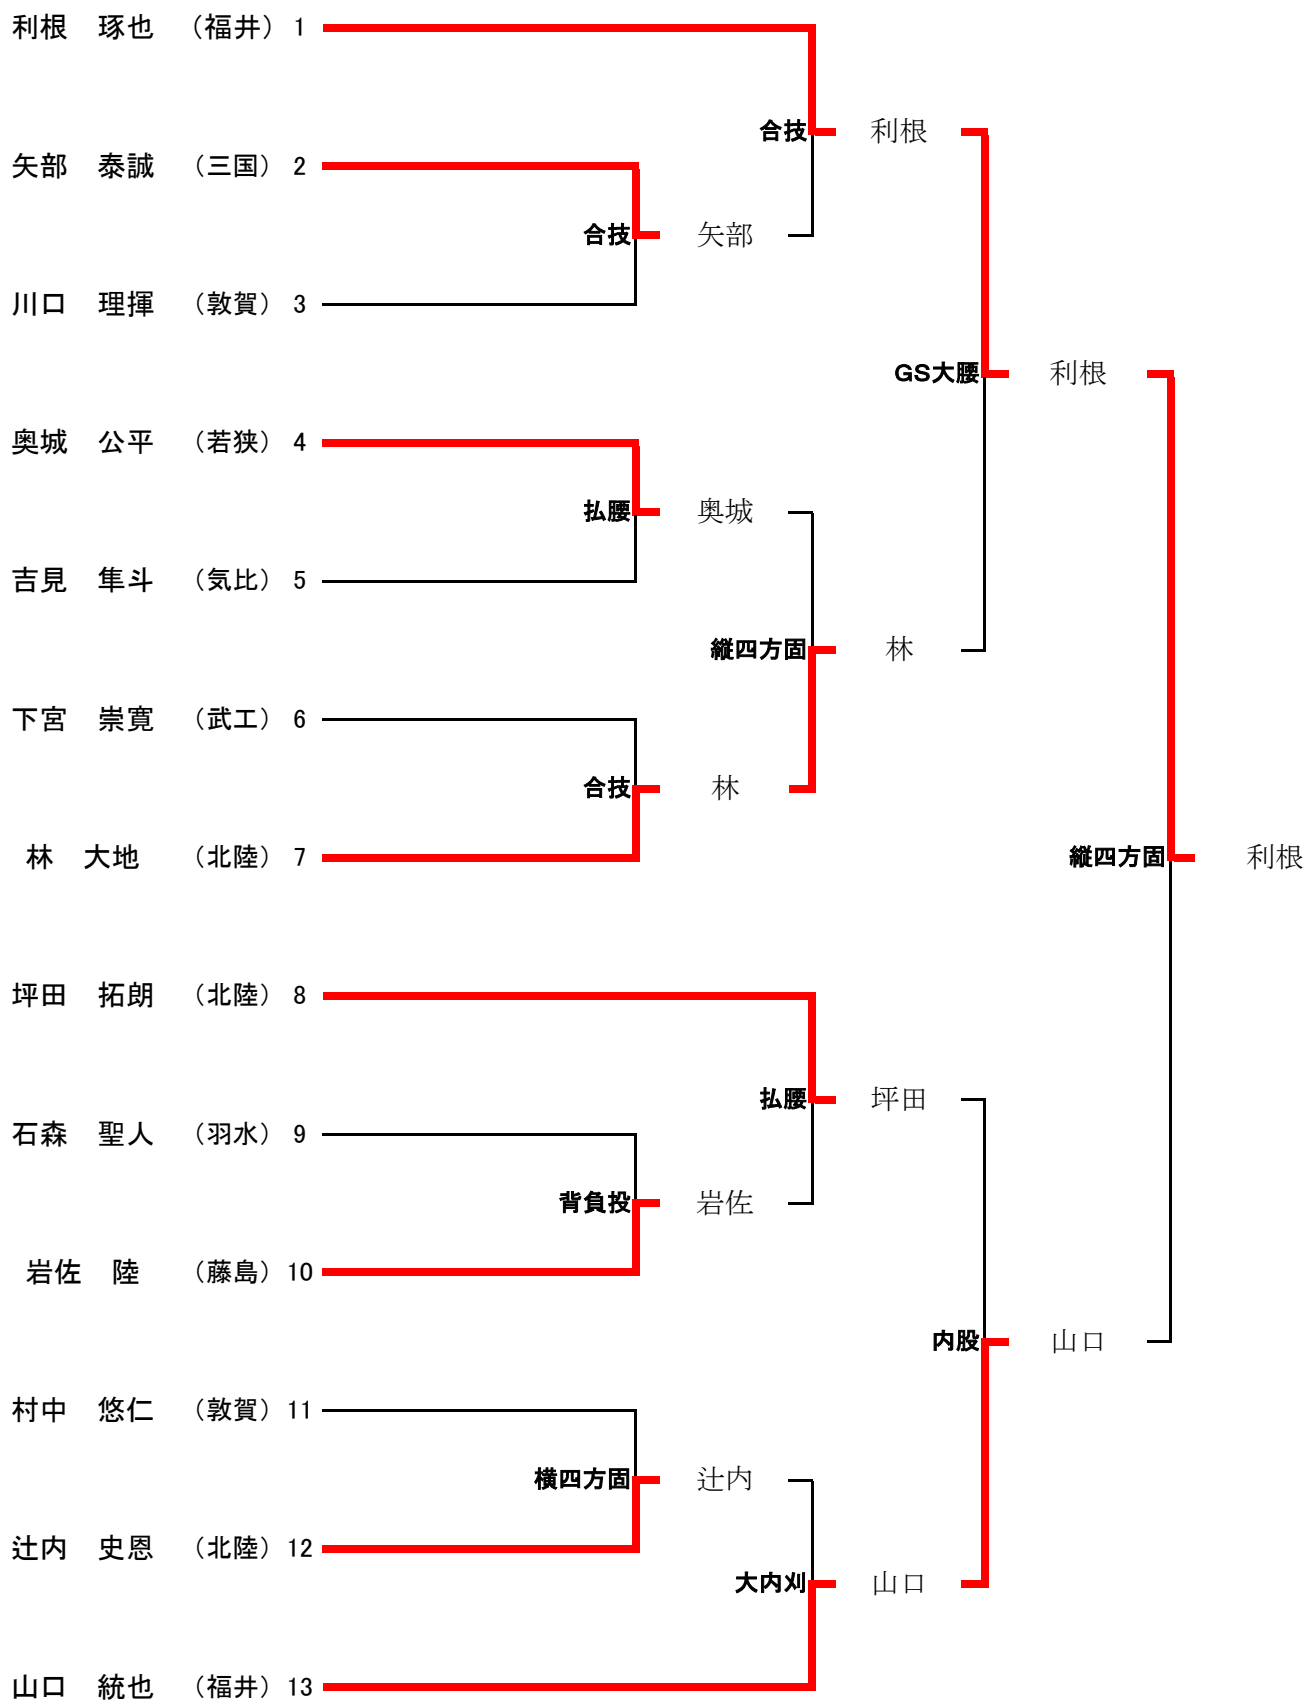 利根　琢也　（福井） 1
合技　利根
矢部　泰誠　（三国） 2
合技　矢部
川口　理揮　（敦賀） 3
GS大腰　利根
奥城　公平　（若狭） 4
払腰　奥城
吉見　隼斗　（気比） 5
縦四方固　林
下宮　崇寛　（武工） 6
合技　林
林　大地　（北陸） 7
縦四方固　利根
坪田　拓朗　（北陸） 8
払腰　坪田
石森　聖人　（羽水） 9
背負投　岩佐
岩佐　陸　（藤島） 10
内股　山口
村中　悠仁　（敦賀） 11
横四方固　辻内
辻内　史恩　（北陸） 12
大内刈　山口
山口　統也　（福井） 13